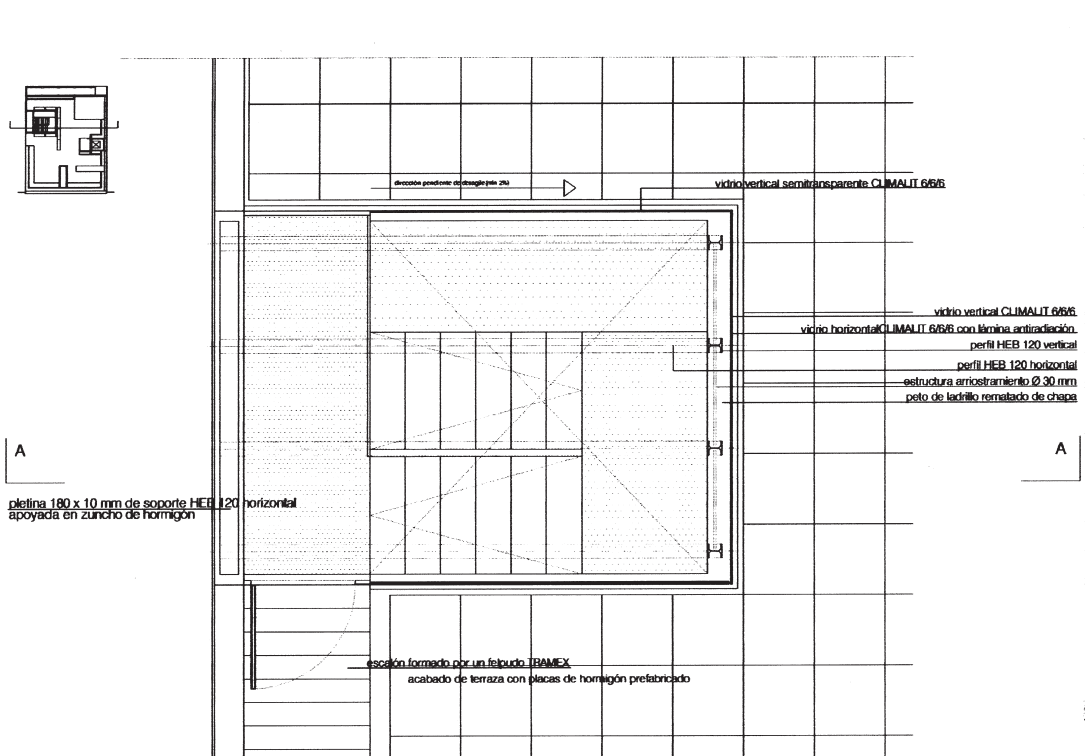 dirección pendiente de desagüe (min 2%)
vidrio vertical semitransparente CLIMALIT 6/6/6
vidrio vertical CLIMALIT 6/6/6
vidrio horizontalCLIMALIT 6/6/6 con lámina antiradiación
perfil HEB 120 vertical
perfil HEB 120 horizontal
estructura arriostramiento Ø 30 mm
peto de ladrillo rematado de chapa
A
A
pletina 180 x 10 mm de soporte HEB 120 horizontal
apoyada en zuncho de hormigón
escalón formado por un felpudo TRAMEX
acabado de terraza con placas de hormigón prefabricado